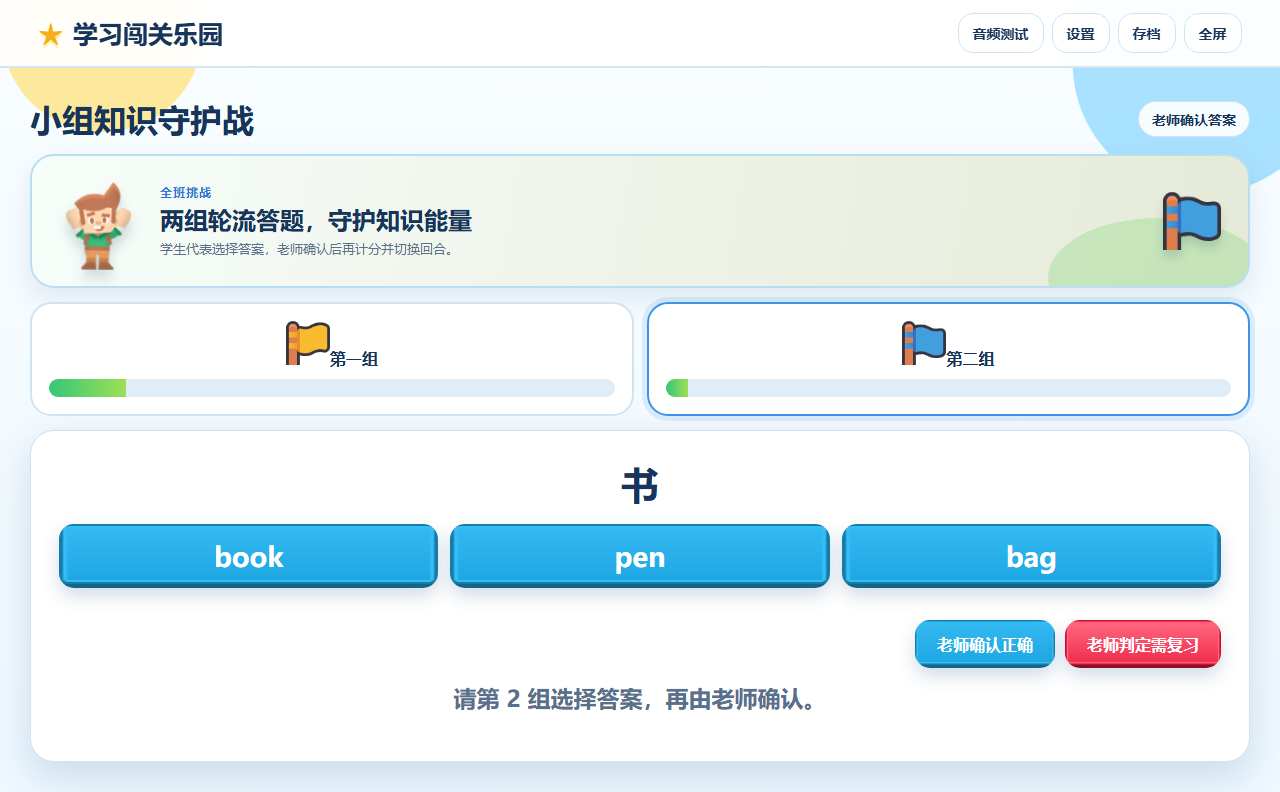 学习闯关乐园
音频测试
设置
存档
全屏
小组知识守护战
老师确认答案
全班挑战
两组轮流答题，守护知识能量
学生代表选择答案，老师确认后再计分并切换回合。
第一组
第二组
书
book
pen
bag
老师确认正确
老师判定需复习
请第 2 组选择答案，再由老师确认。